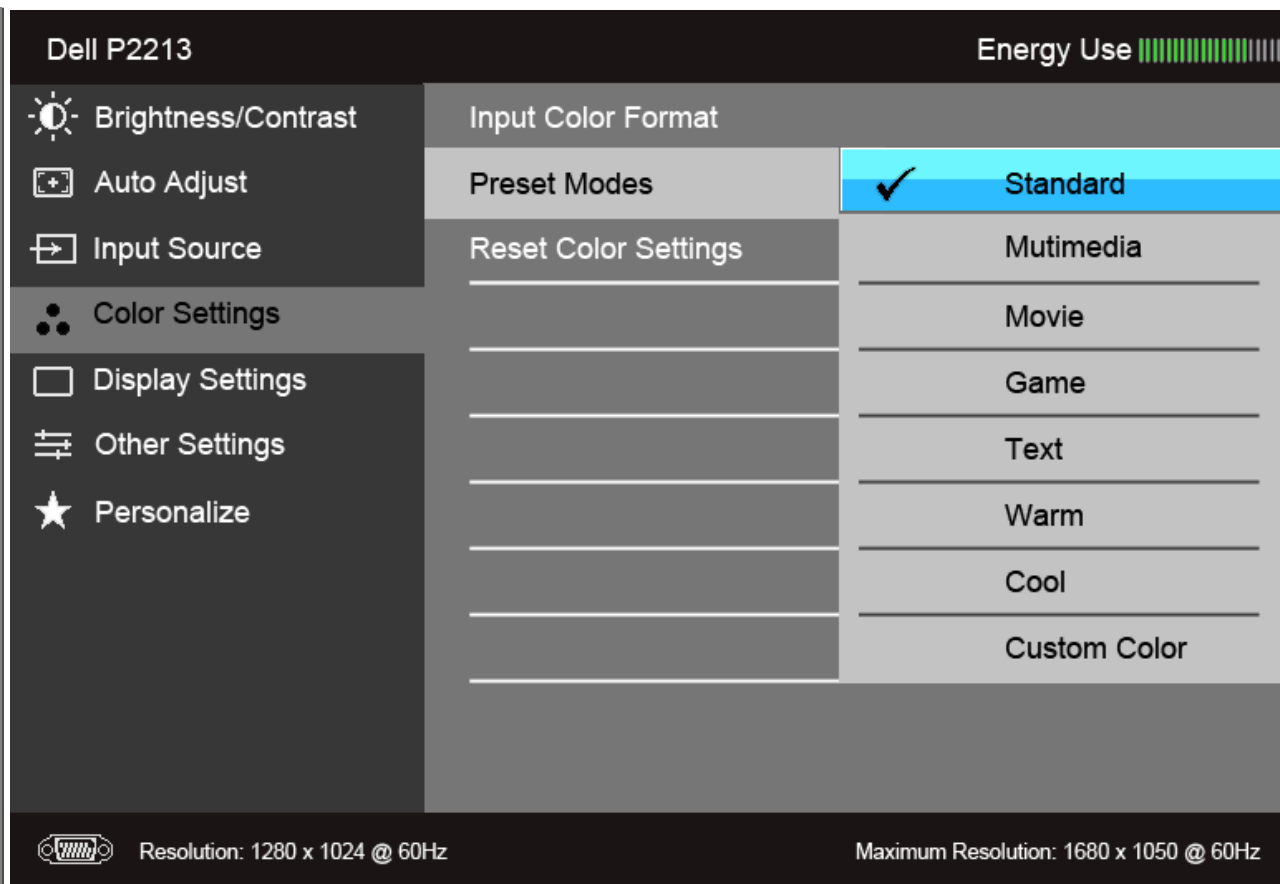 Dell P2213
Energy Use
Brightness/Contrast
Auto Adjust
Input Source
Color Settings
Display Settings
Other Settings
Personalize
Input Color Format
Preset Modes
Reset Color Settings
Standard
Mutimedia
Movie
Game
Text
Warm
Cool
Custom Color
Resolution: 1280 x 1024 @ 60Hz
Maximum Resolution: 1680 x 1050 @ 60Hz